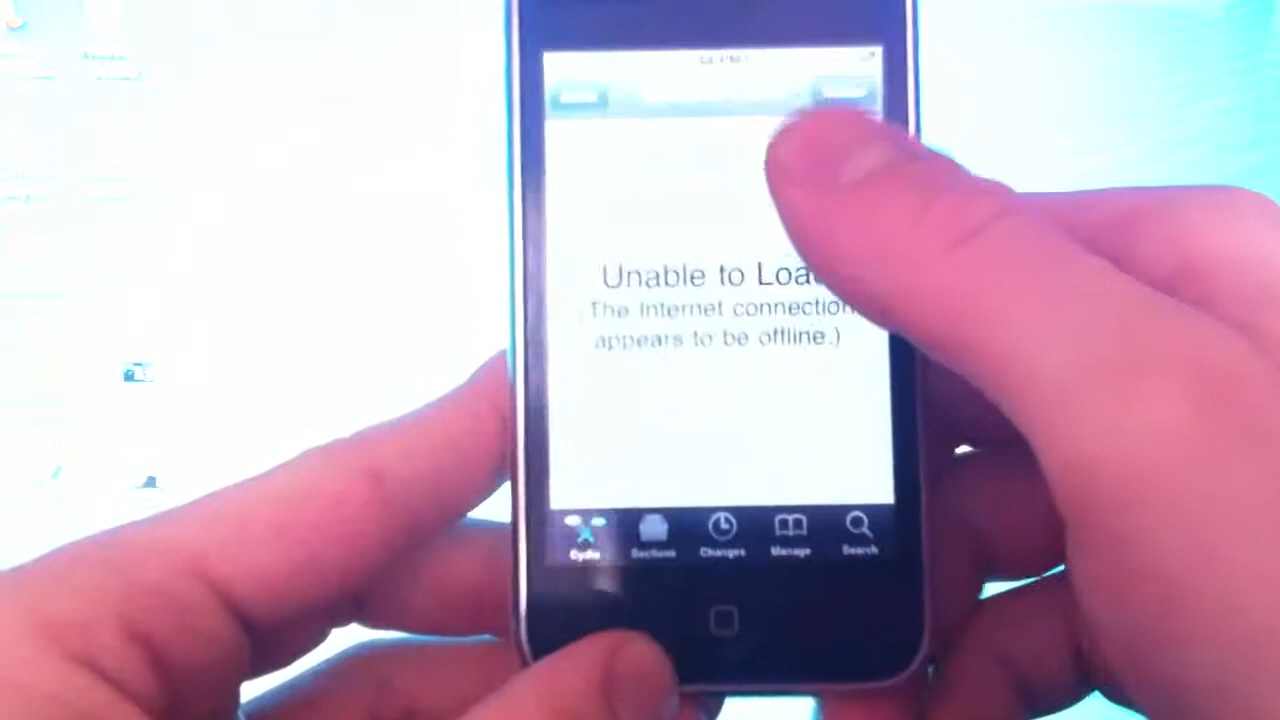 Unable to Loa
The Internet connection
appears to be offline.)
Cydia
Sections
Changes
Manage
Search